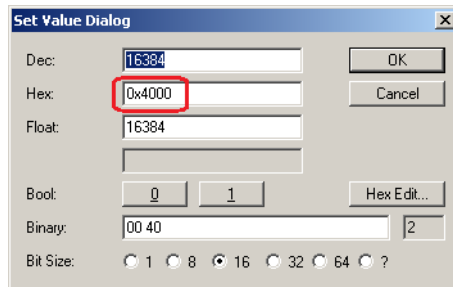 Set Value Dialog
Dec: 16384 OK
Hex: 0x4000 Cancel
Float: 16384
Bool: 0 1 Hex Edit...
Binary: 00 40 2
Bit Size: 1 8 16 32 64 ?